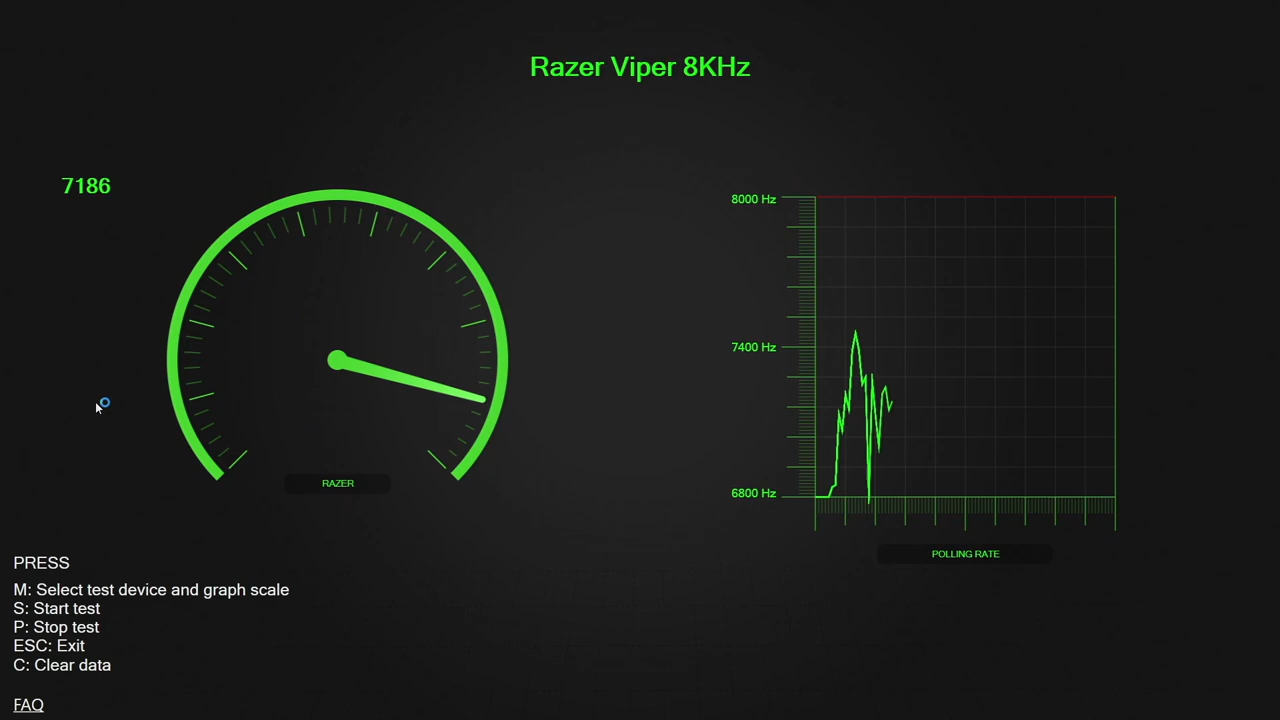 Razer Viper 8KHz
7186
8000 Hz
7400 Hz
6800 Hz
RAZER
POLLING RATE
PRESS
M: Select test device and graph scale
S: Start test
P: Stop test
ESC: Exit
C: Clear data
FAQ